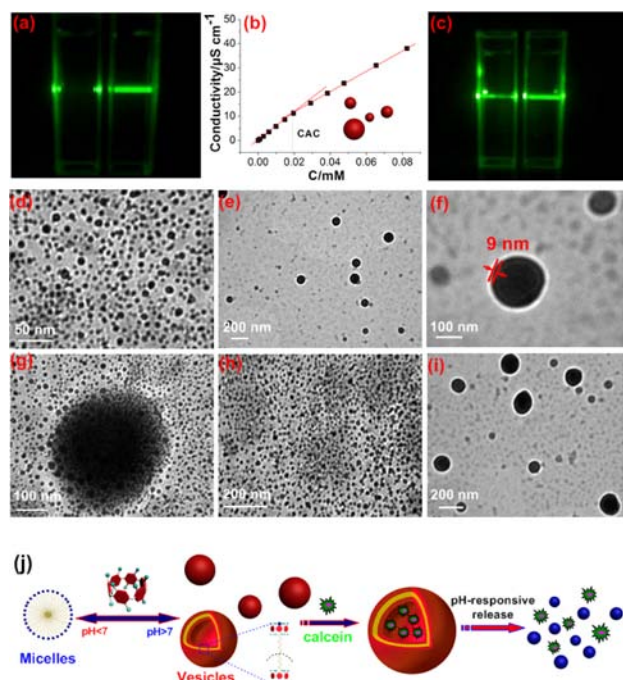 (a)
(b)
(c)
Conductivity/µS cm⁻¹
50
40
30
20
10
0
CAC
0.00 0.02 0.04 0.06 0.08
C/mM
(d)
(e)
(f)
9 nm
50 nm
200 nm
100 nm
(g)
(h)
(i)
100 nm
200 nm
200 nm
(j)
pH<7
pH>7
Micelles
Vesicles
calcein
pH-responsive
release